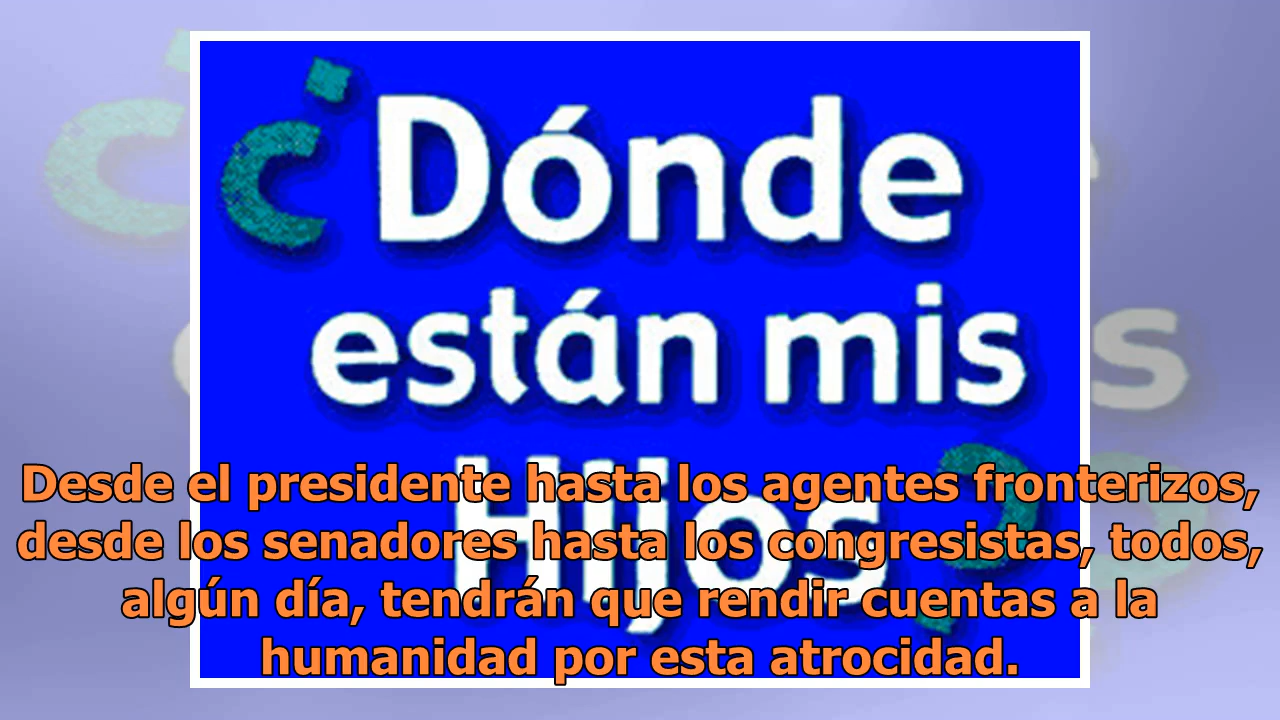 ¿Dónde
están mis
Hijos?
Desde el presidente hasta los agentes fronterizos,
desde los senadores hasta los congresistas, todos,
algún día, tendrán que rendir cuentas a la
humanidad por esta atrocidad.